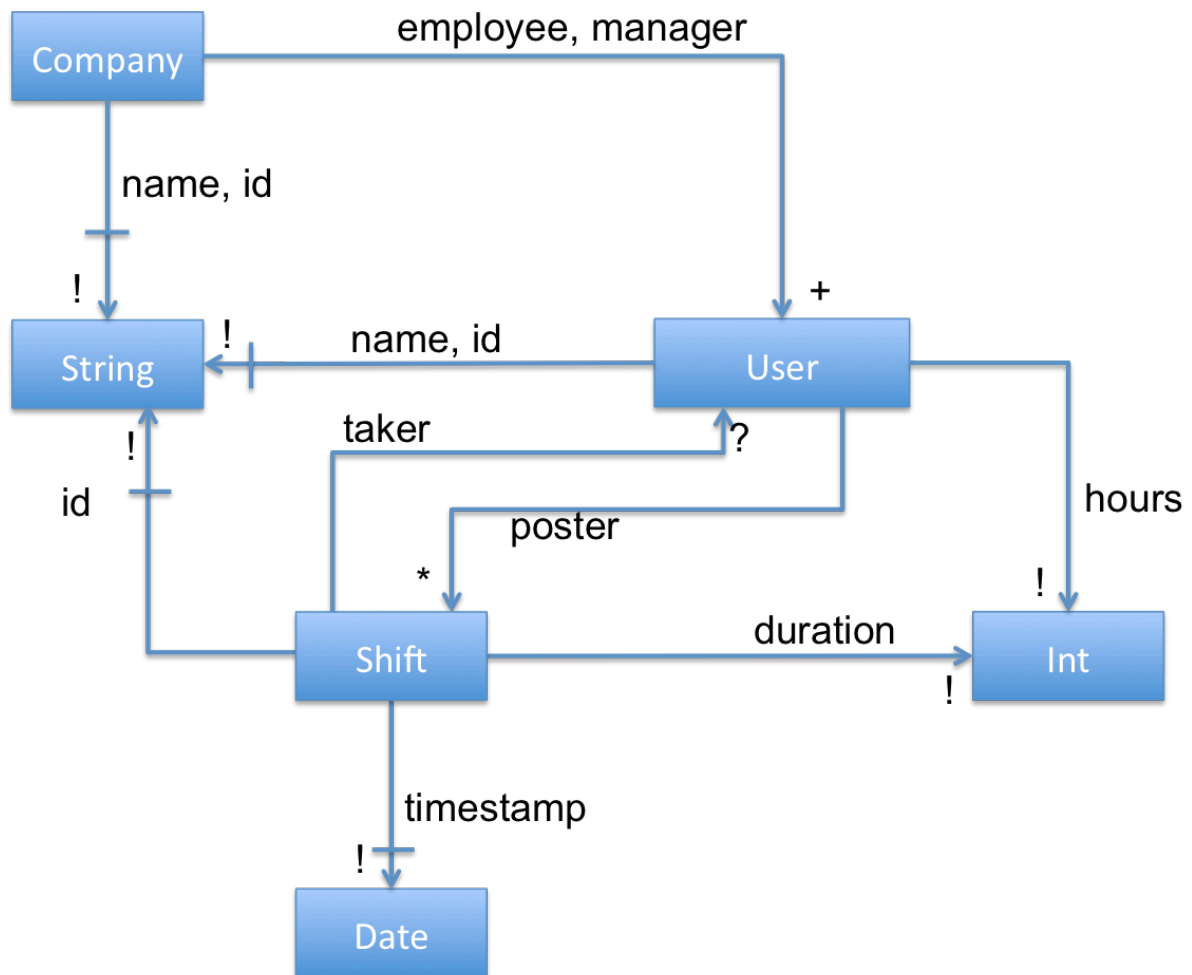 employee, manager
Company
name, id
!
+
!
name, id
String
User
taker
?
!
id
hours
poster
*
!
duration
Shift
Int
!
timestamp
!
Date